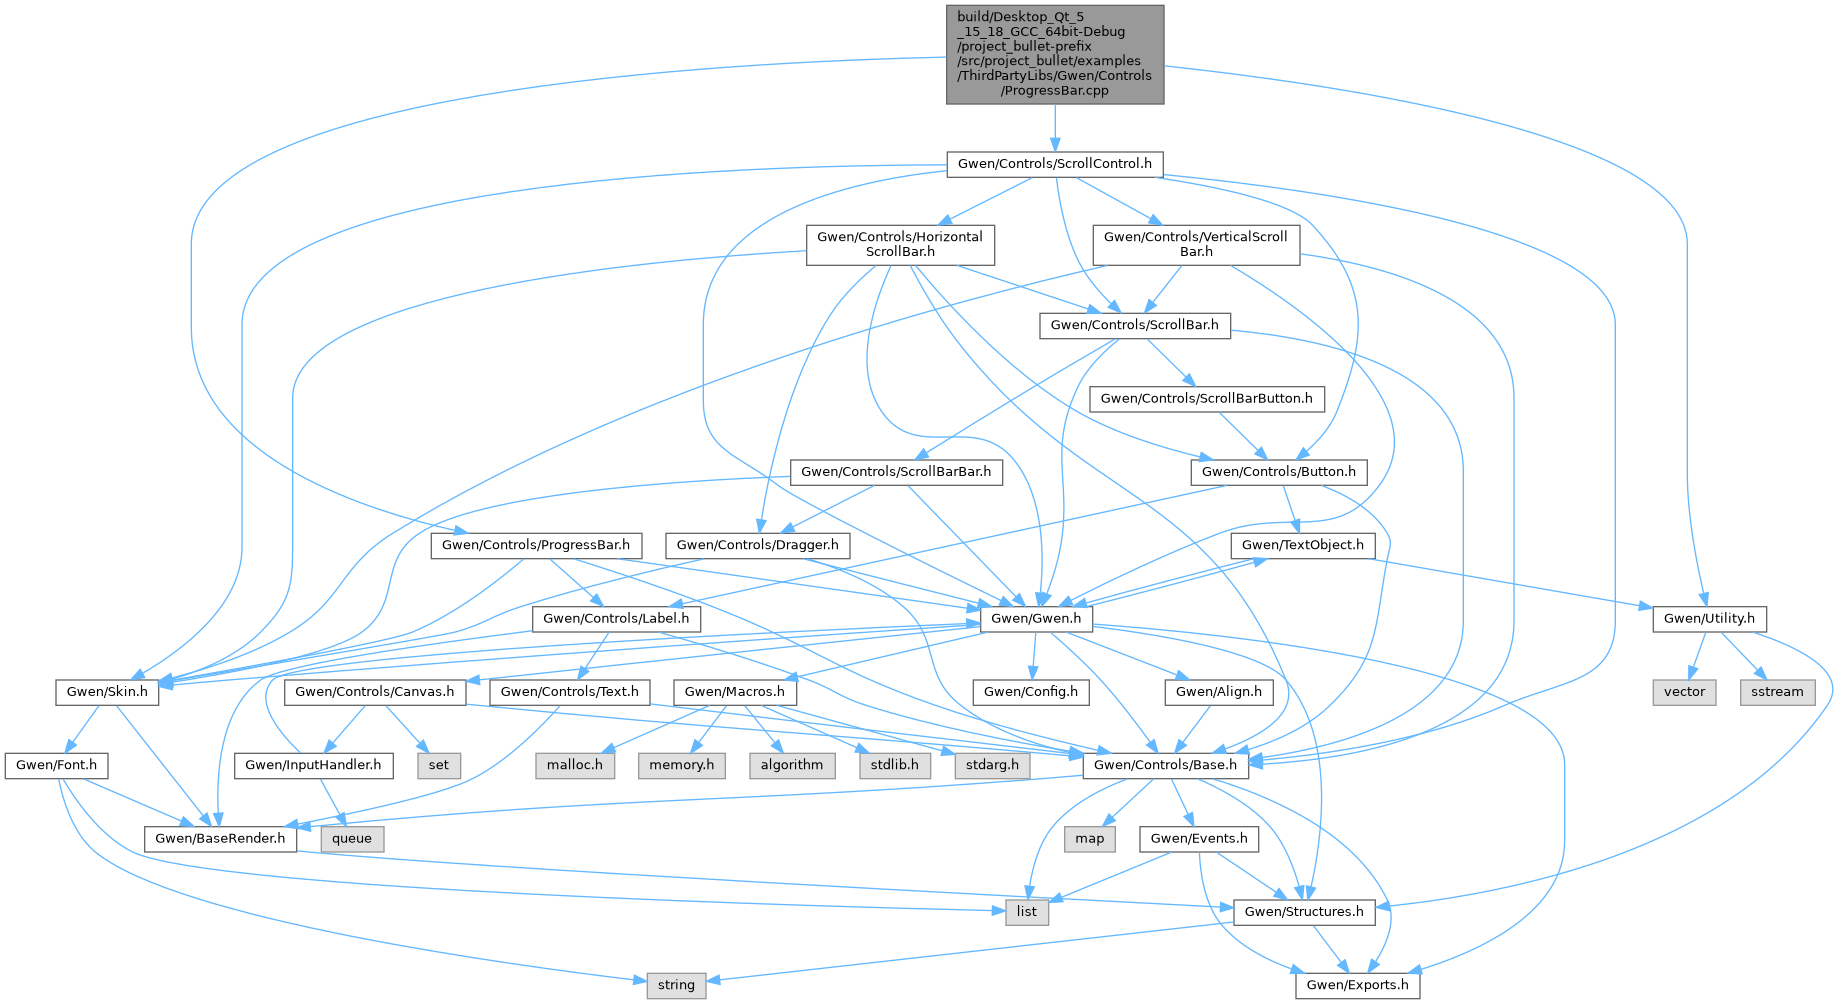 build/Desktop_Qt_5
_15_18_GCC_64bit-Debug
/project_bullet-prefix
/src/project_bullet/examples
/ThirdPartyLibs/Gwen/Controls
/ProgressBar.cpp
Gwen/Controls/ScrollControl.h
Gwen/Controls/Horizontal
ScrollBar.h
Gwen/Controls/VerticalScroll
Bar.h
Gwen/Controls/ScrollBar.h
Gwen/Controls/ScrollBarButton.h
Gwen/Controls/ScrollBarBar.h
Gwen/Controls/Button.h
Gwen/Controls/ProgressBar.h
Gwen/Controls/Dragger.h
Gwen/TextObject.h
Gwen/Controls/Label.h
Gwen/Gwen.h
Gwen/Utility.h
Gwen/Skin.h
Gwen/Controls/Canvas.h
Gwen/Controls/Text.h
Gwen/Macros.h
Gwen/Config.h
Gwen/Align.h
vector
sstream
Gwen/Font.h
Gwen/InputHandler.h
set
malloc.h
memory.h
algorithm
stdlib.h
stdarg.h
Gwen/Controls/Base.h
Gwen/BaseRender.h
queue
map
Gwen/Events.h
list
Gwen/Structures.h
string
Gwen/Exports.h